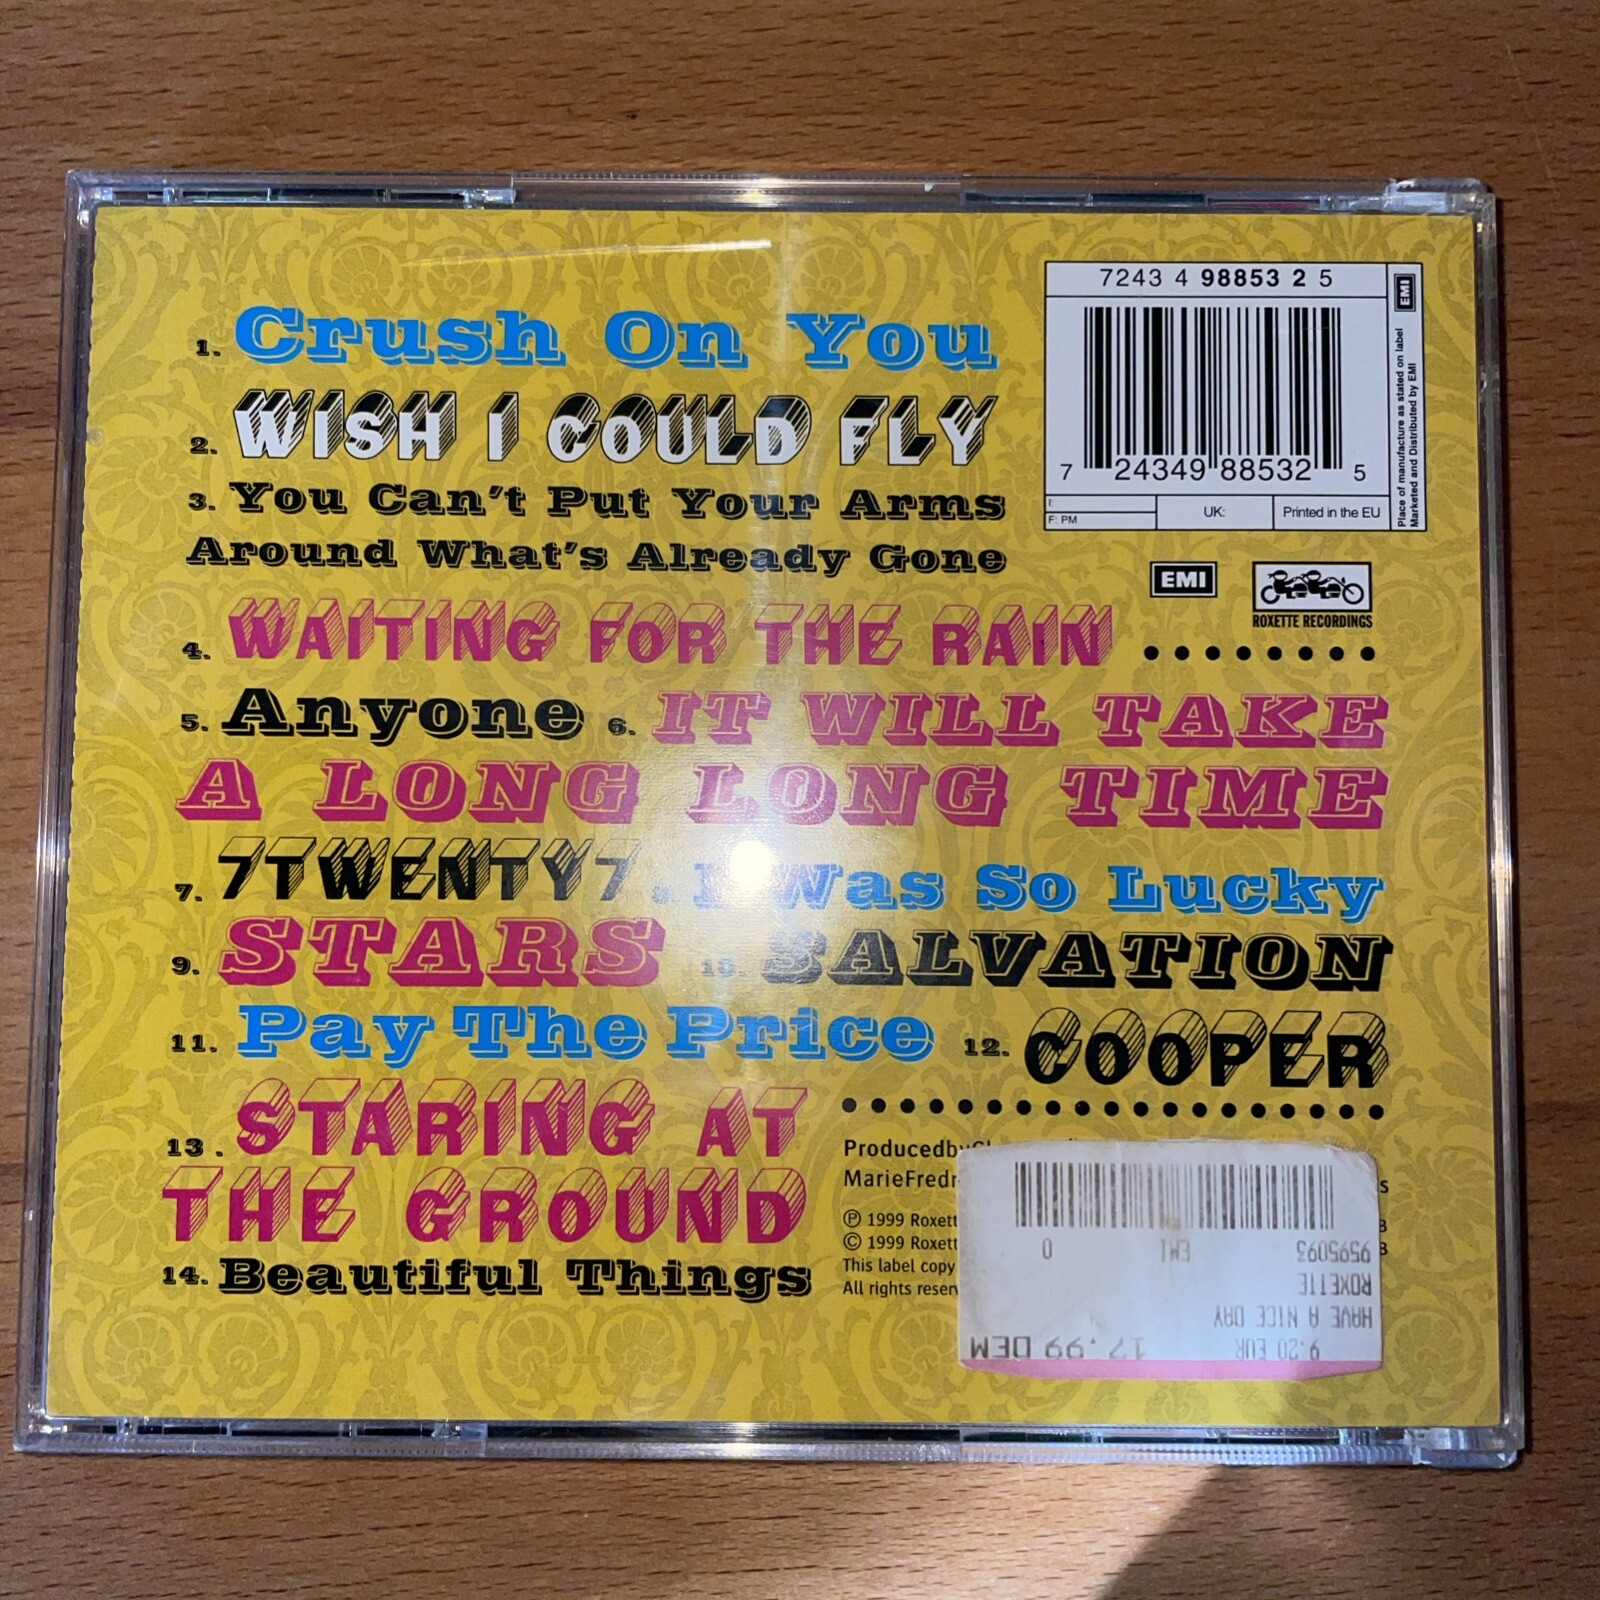 1. Crush On You
2. WISH I COULD FLY
3. You Can't Put Your Arms
Around What's Already Gone
4. WAITING FOR THE RAIN
5. Anyone 6. IT WILL TAKE
A LONG LONG TIME
7. 7TWENTY7 8. I Was So Lucky
9. STARS 10. SALVATION
11. Pay The Price 12. COOPER
13. STARING AT
THE GROUND
14. Beautiful Things
7243 4 98853 2 5
EMI
7 24349 88532 5
I:
F: PM
UK:
Printed in the EU
Place of manufacture as stated on label
Marketed and Distributed by EMI
EMI
ROXETTE RECORDINGS
Producedby
MarieFredr
℗ 1999 Roxett
© 1999 Roxett
This label copy
All rights reserv
s
B
B
17.99 DEM
9.20 EUR
HAVE A NICE DAY
ROXETTE
9595093 EMI 0